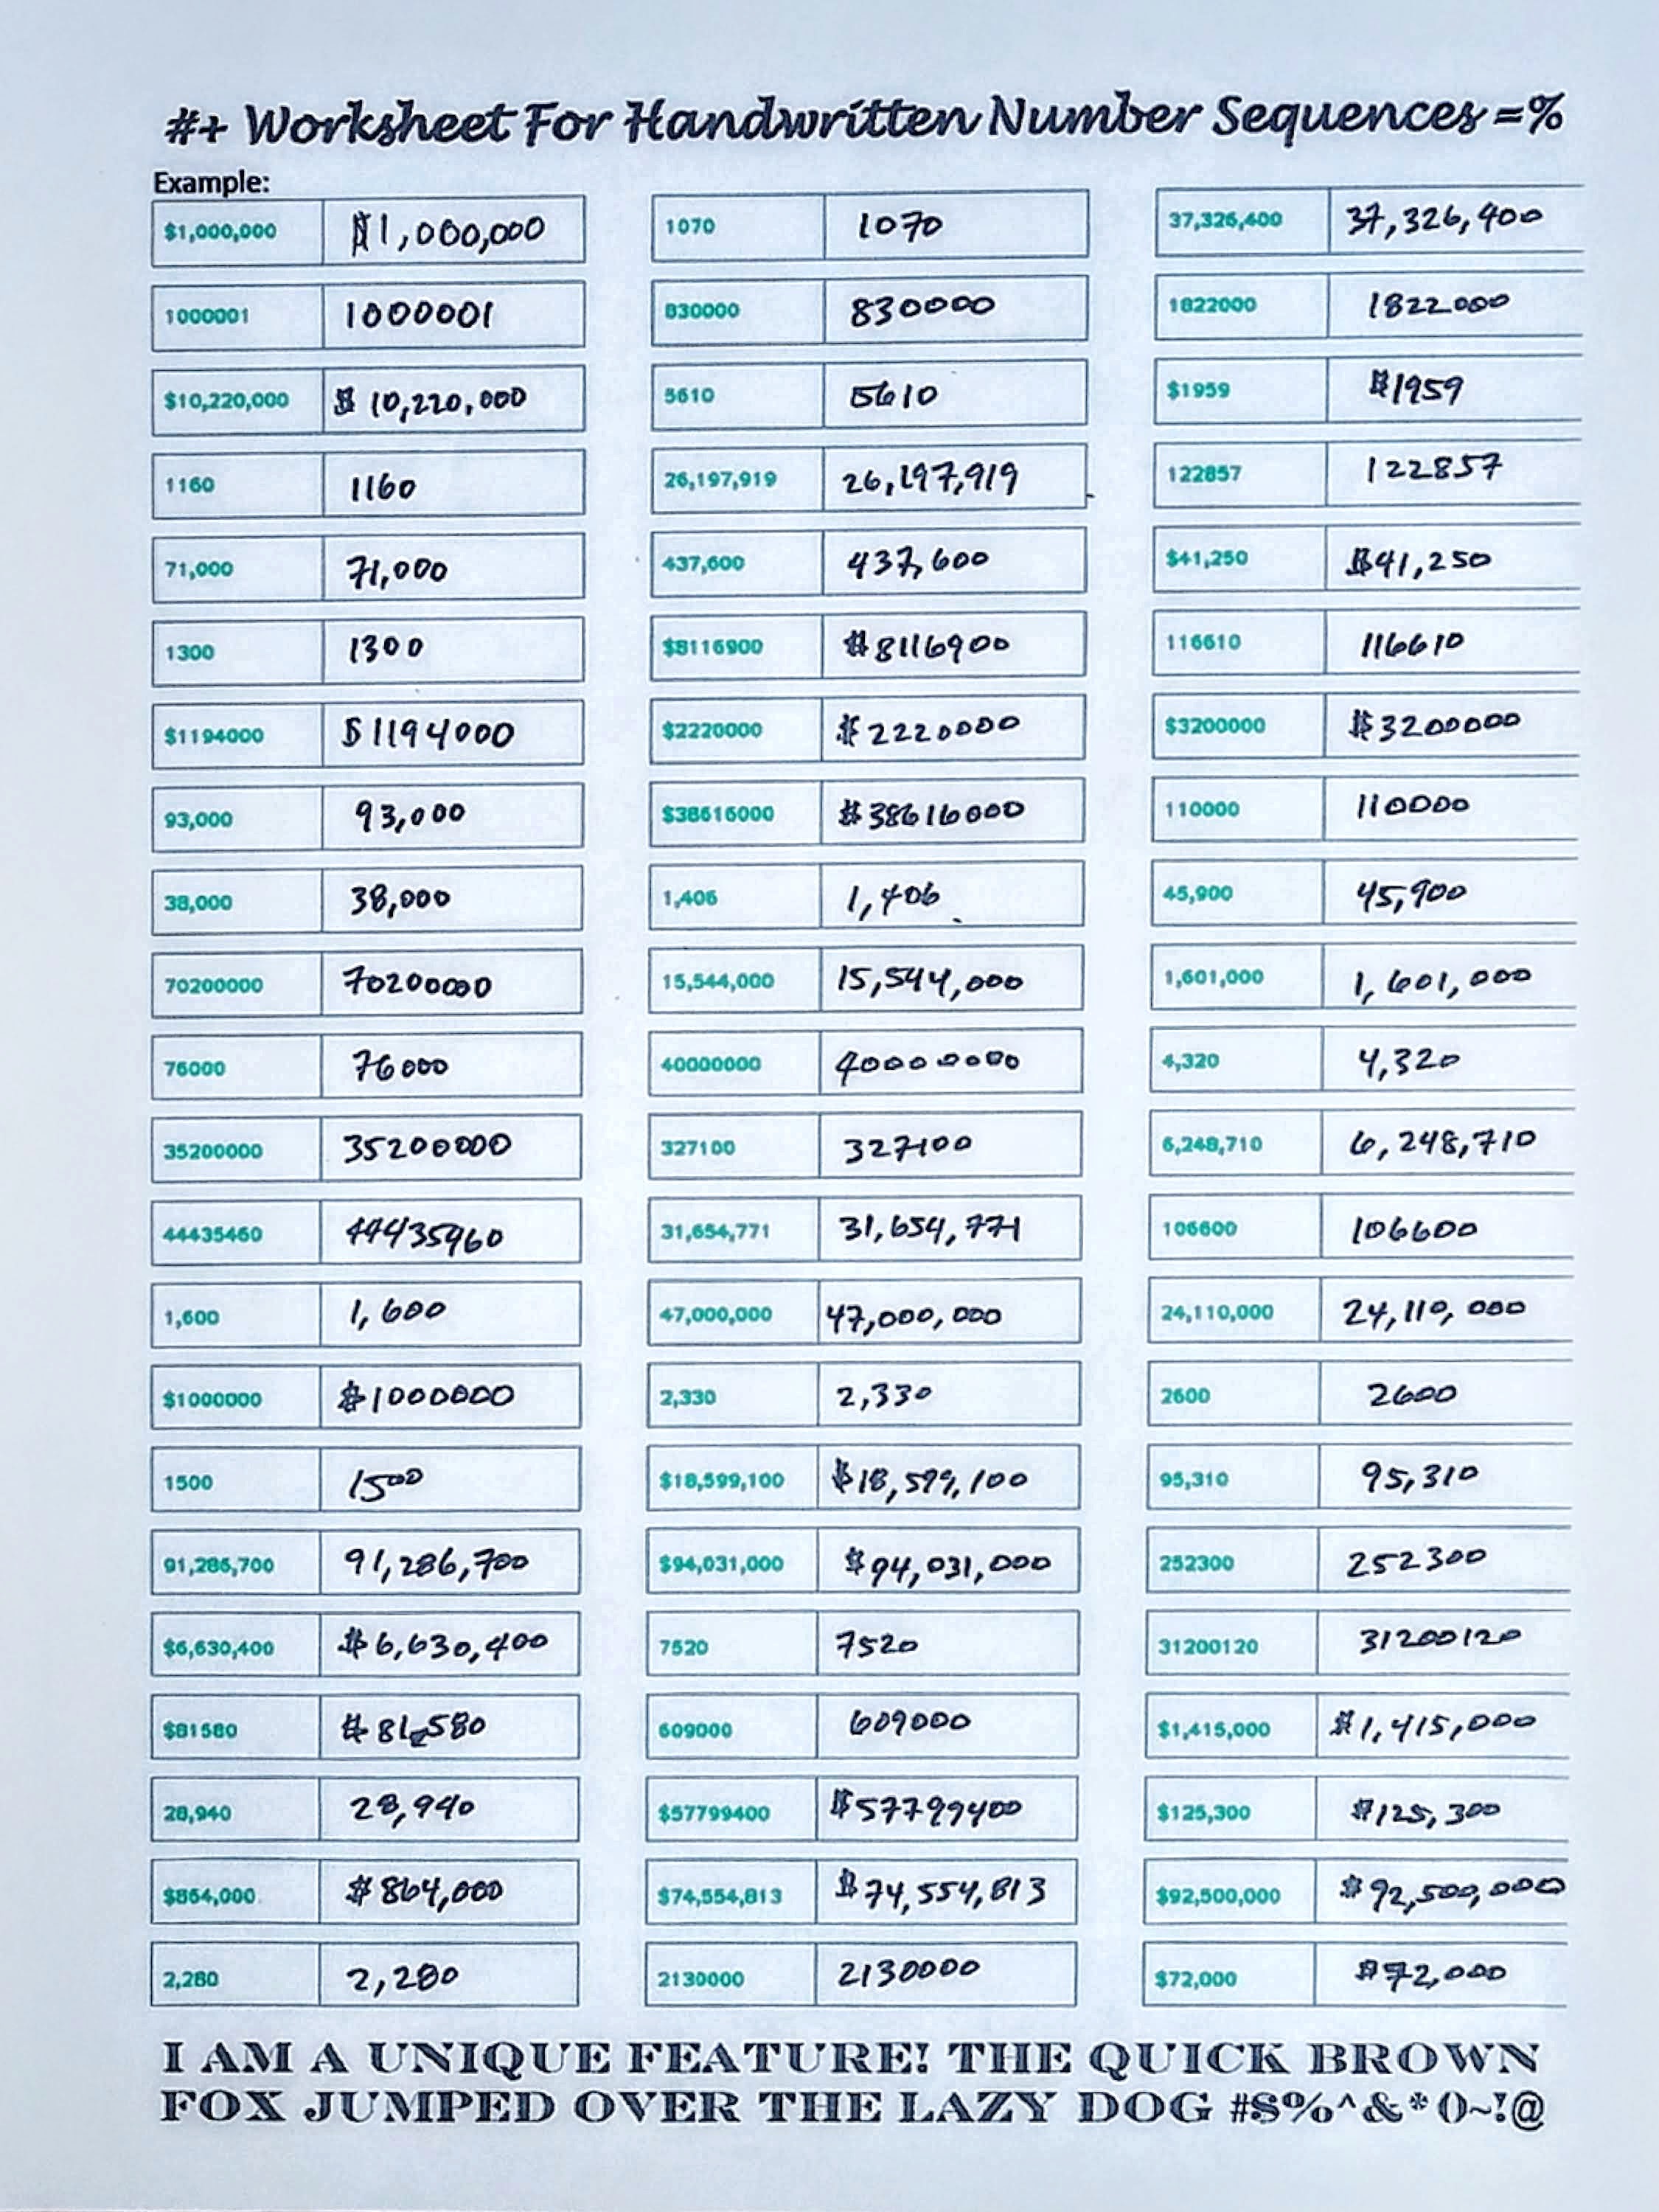 #+ Worksheet For Handwritten Number Sequences =%
Example:
$1,000,000 $1,000,000 1070 1070 37,326,400 37,326,400
1000001 1000001 830000 830000 1822000 1822000
$10,220,000 $10,220,000 5610 5610 $1959 $1959
1160 1160 26,197,919 26,197,919 122857 122857
71,000 71,000 437,600 437,600 $41,250 $41,250
1300 1300 $8116900 $8116900 116610 116610
$1194000 $1194000 $2220000 $2220000 $3200000 $3200000
93,000 93,000 $38616000 $38616000 110000 110000
38,000 38,000 1,406 1,406 45,900 45,900
70200000 70200000 15,544,000 15,544,000 1,601,000 1,601,000
76000 76000 40000000 40000000 4,320 4,320
35200000 35200000 327100 327100 6,248,710 6,248,710
44435460 44435460 31,654,771 31,654,771 106600 106600
1,600 1,600 47,000,000 47,000,000 24,110,000 24,110,000
$1000000 $1000000 2,330 2,330 2600 2600
1500 1500 $18,599,100 $18,599,100 95,310 95,310
91,286,700 91,286,700 $94,031,000 $94,031,000 252300 252300
$6,630,400 $6,630,400 7520 7520 31200120 31200120
$81580 $81,580 609000 609000 $1,415,000 $1,415,000
28,940 28,940 $57799400 $57799400 $125,300 $125,300
$864,000 $864,000 $74,554,813 $74,554,813 $92,500,000 $92,500,000
2,280 2,280 2130000 2130000 $72,000 $72,000
I AM A UNIQUE FEATURE! THE QUICK BROWN
FOX JUMPED OVER THE LAZY DOG #$%^&*()~!@